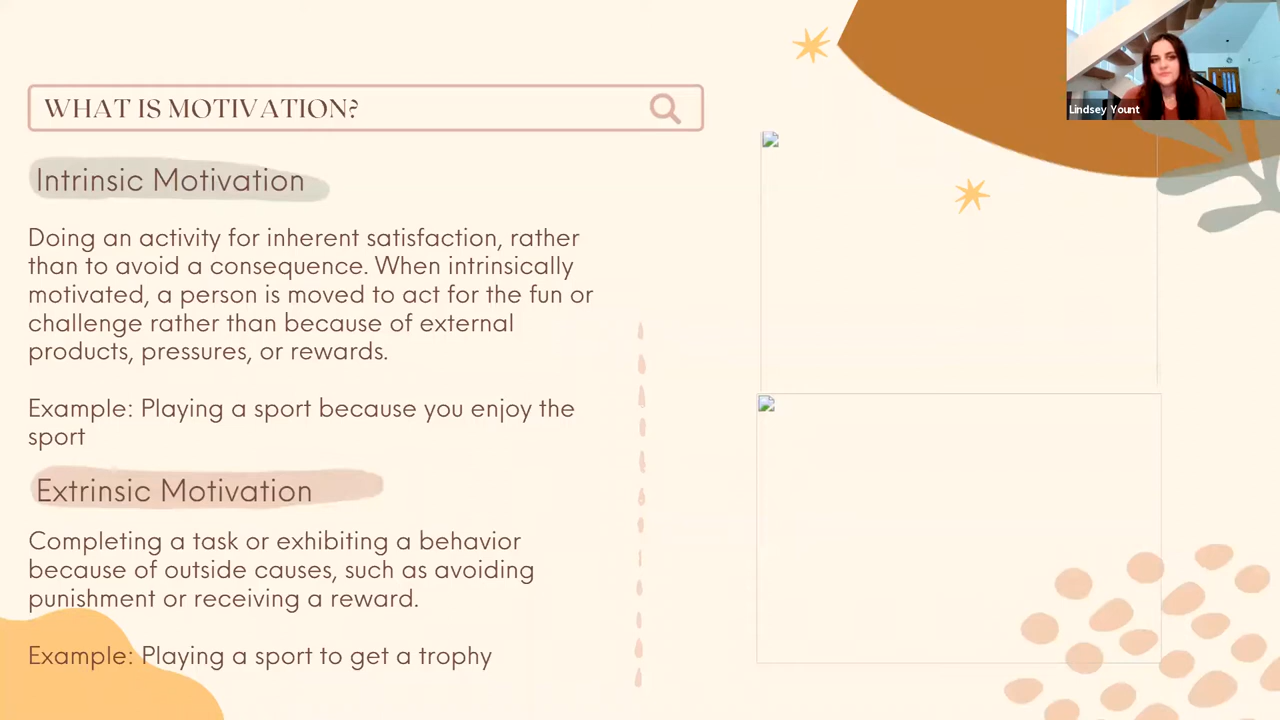 WHAT IS MOTIVATION?
Intrinsic Motivation
Doing an activity for inherent satisfaction, rather
than to avoid a consequence. When intrinsically
motivated, a person is moved to act for the fun or
challenge rather than because of external
products, pressures, or rewards.
Example: Playing a sport because you enjoy the
sport
Extrinsic Motivation
Completing a task or exhibiting a behavior
because of outside causes, such as avoiding
punishment or receiving a reward.
Example: Playing a sport to get a trophy
Lindsey Yount